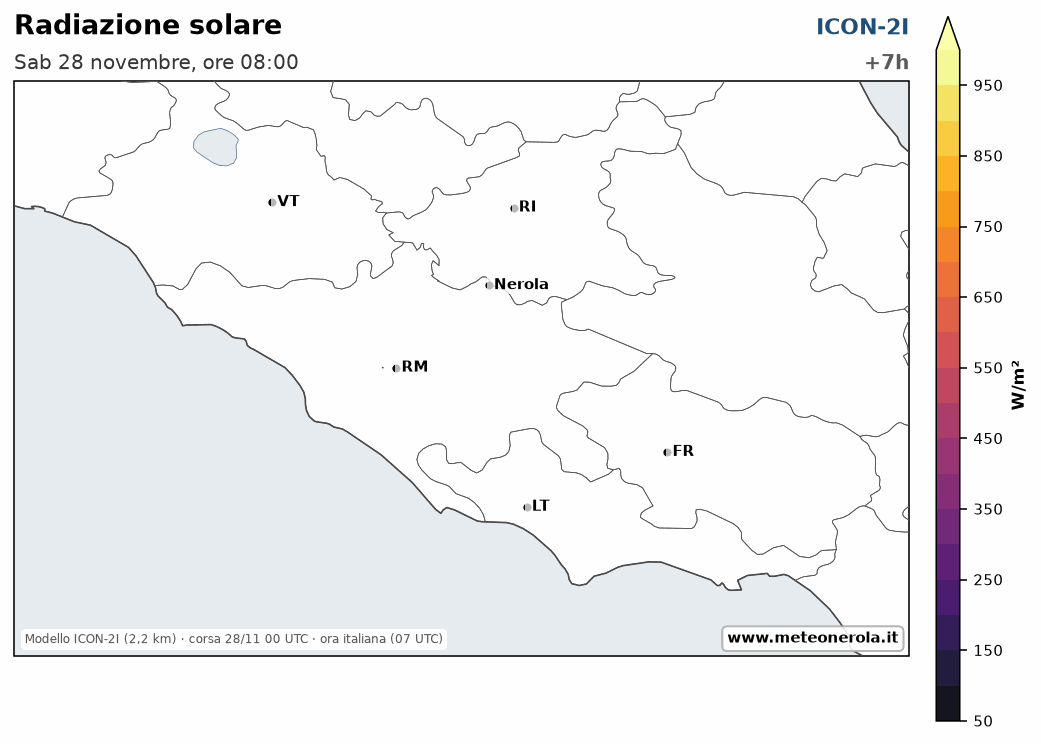 Radiazione solare
ICON-2I
Sab 28 novembre, ore 08:00
+7h
950
850
750
650
550
450
350
250
150
50
W/m²
VT
RI
Nerola
RM
FR
LT
Modello ICON-2I (2,2 km) · corsa 28/11 00 UTC · ora italiana (07 UTC)
www.meteonerola.it